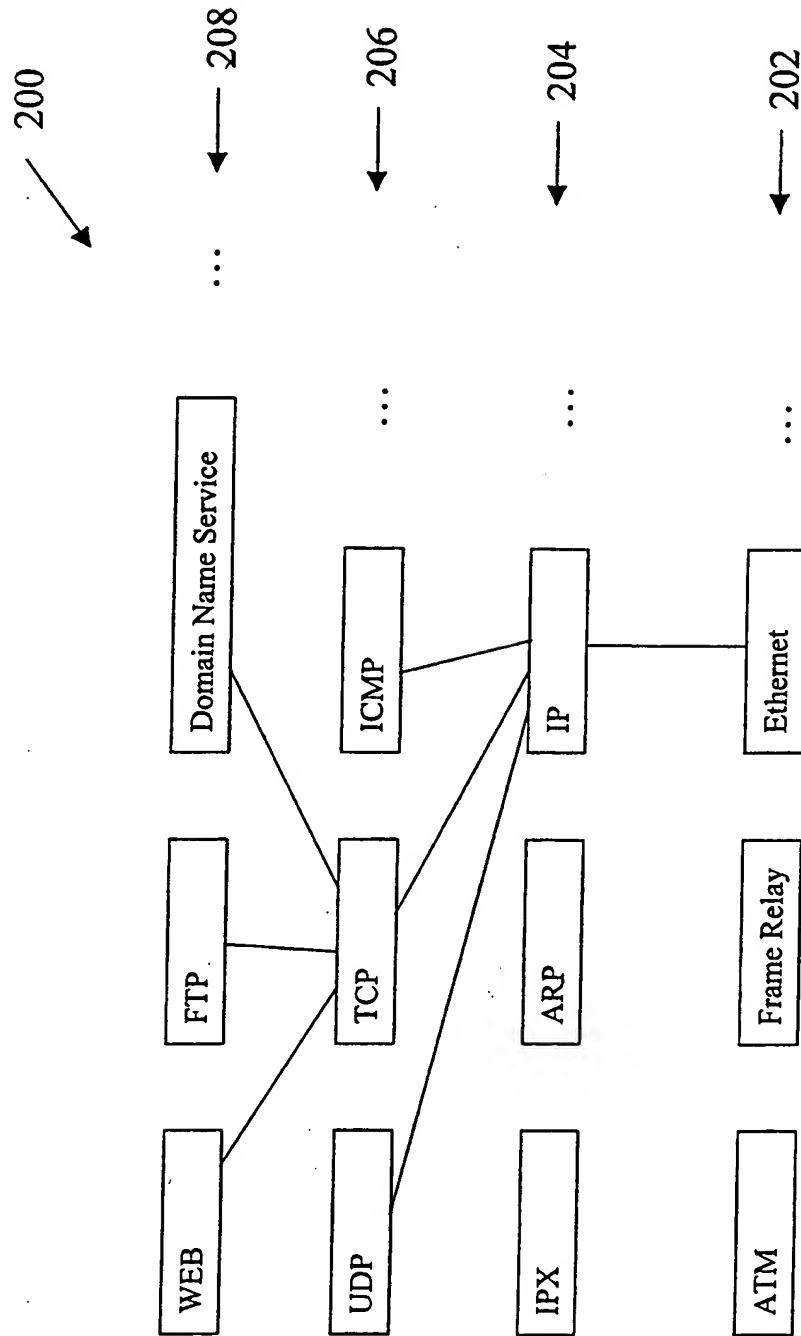 200
WEB FTP Domain Name Service ... 208
UDP TCP ICMP ... 206
IPX ARP IP ... 204
ATM Frame Relay Ethernet ... 202